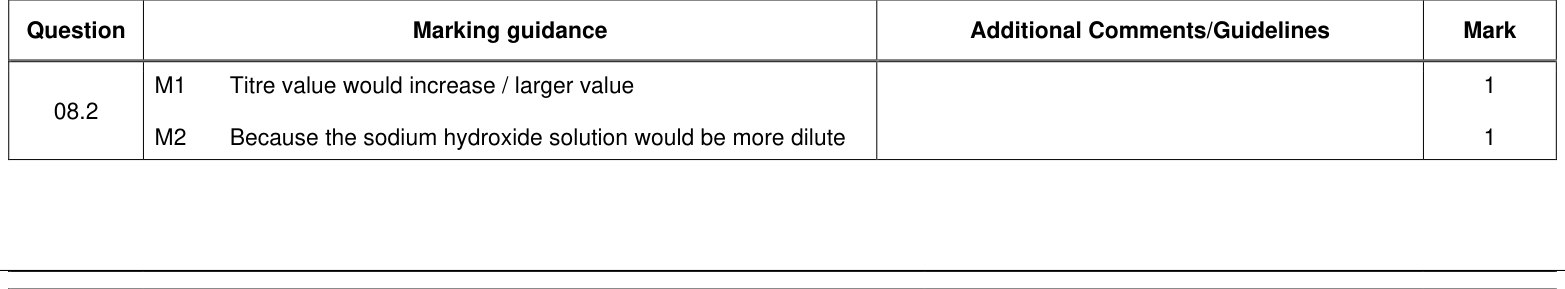 Question Marking guidance Additional Comments/Guidelines Mark
08.2
M1 Titre value would increase / larger value 1
M2 Because the sodium hydroxide solution would be more dilute 1